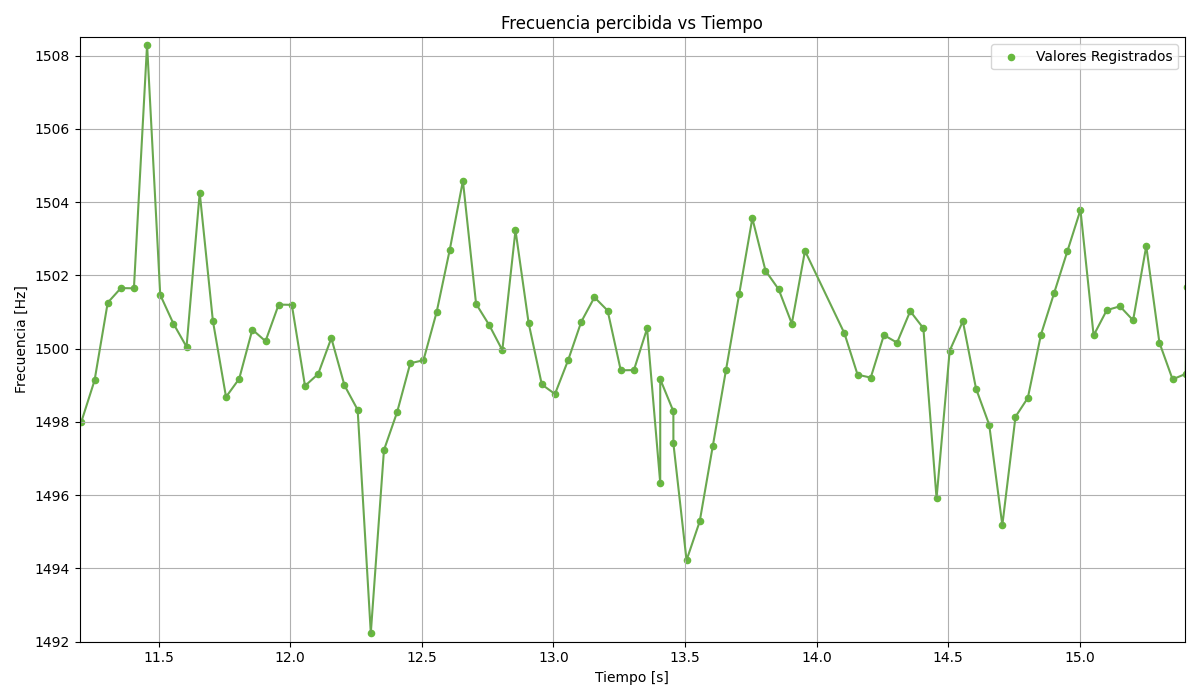 Frecuencia percibida vs Tiempo
Valores Registrados
Frecuencia [Hz]
1508
1506
1504
1502
1500
1498
1496
1494
1492
11.5 12.0 12.5 13.0 13.5 14.0 14.5 15.0
Tiempo [s]